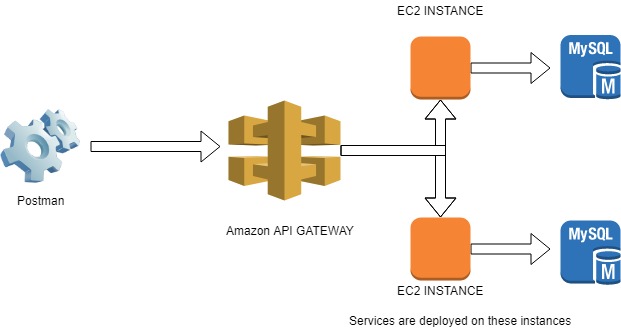 EC2 INSTANCE
MySQL
M
Postman
Amazon API GATEWAY
MySQL
M
EC2 INSTANCE
Services are deployed on these instances